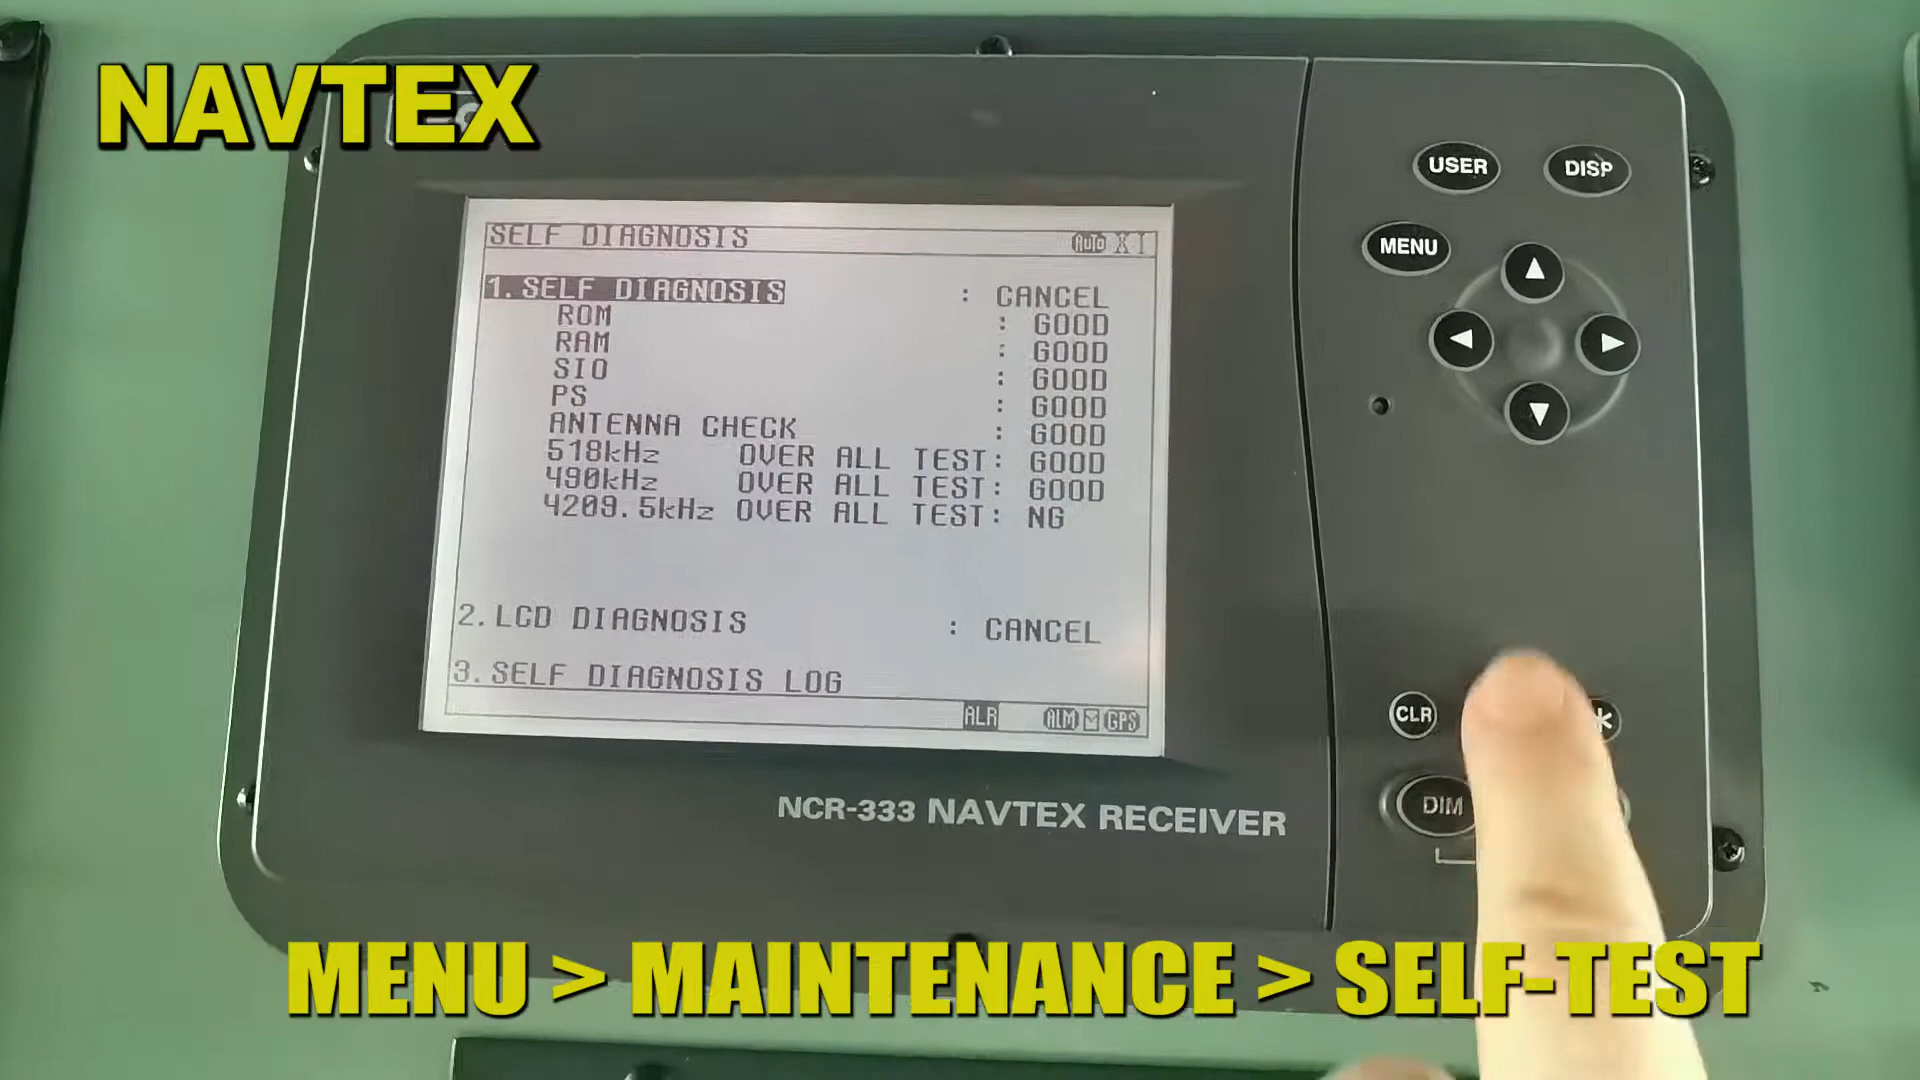 NAVTEX
USER
DISP
MENU
SELF DIAGNOSIS
Auto
1.SELF DIAGNOSIS : CANCEL
ROM : GOOD
RAM : GOOD
SIO : GOOD
PS : GOOD
ANTENNA CHECK : GOOD
518kHz OVER ALL TEST: GOOD
490kHz OVER ALL TEST: GOOD
4209.5kHz OVER ALL TEST: NG
2.LCD DIAGNOSIS : CANCEL
3.SELF DIAGNOSIS LOG
ALR ALM GPS
CLR
DIM
NCR-333 NAVTEX RECEIVER
MENU > MAINTENANCE > SELF-TEST